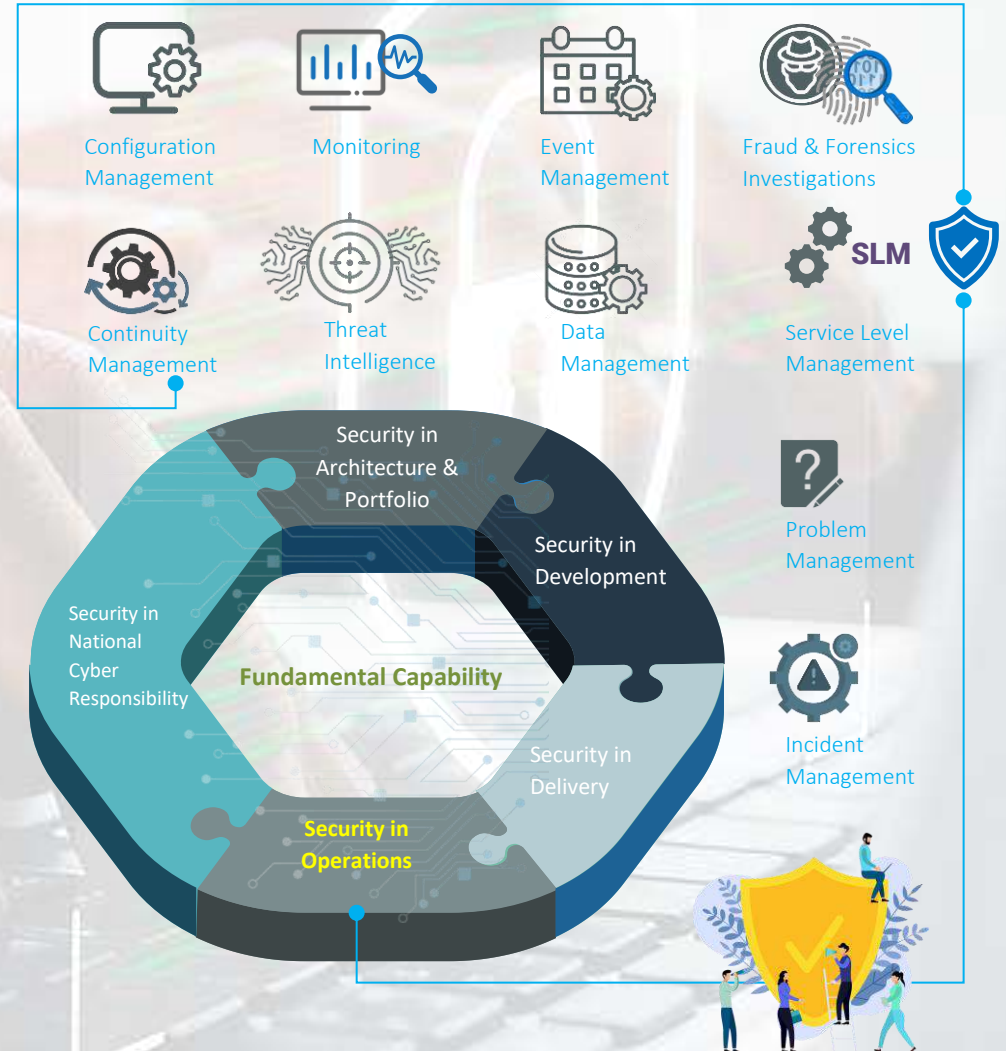 Configuration
Management
Monitoring
Event
Management
Fraud & Forensics
Investigations
Continuity
Management
Threat
Intelligence
Data
Management
SLM
Service Level
Management
Security in
Architecture &
Portfolio
Security in
Development
Problem
Management
Security in
National
Cyber
Responsibility
Fundamental Capability
Security in
Delivery
Incident
Management
Security in
Operations